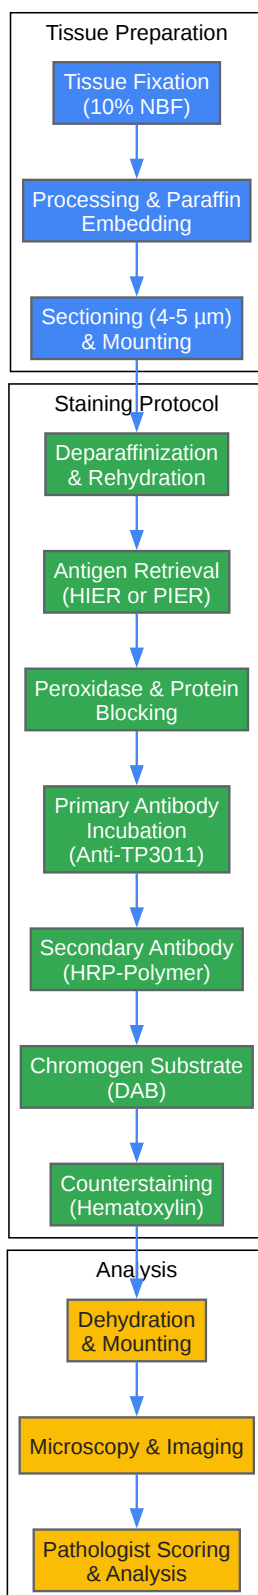 Tissue Preparation
Tissue Fixation
(10% NBF)
Processing & Paraffin
Embedding
Sectioning (4-5 µm)
& Mounting
Staining Protocol
Deparaffinization
& Rehydration
Antigen Retrieval
(HIER or PIER)
Peroxidase & Protein
Blocking
Primary Antibody
Incubation
(Anti-TP3011)
Secondary Antibody
(HRP-Polymer)
Chromogen Substrate
(DAB)
Counterstaining
(Hematoxylin)
Analysis
Dehydration
& Mounting
Microscopy & Imaging
Pathologist Scoring
& Analysis